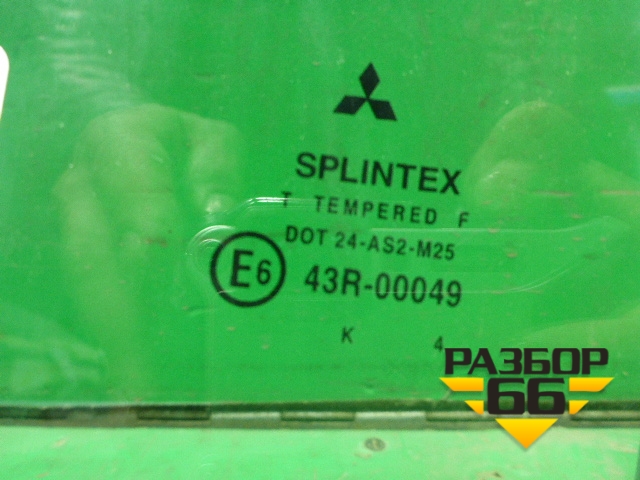 SPLINTEX
T TEMPERED F
DOT 24-AS2-M25
E6 43R-00049
K 4
РАЗБОР
66